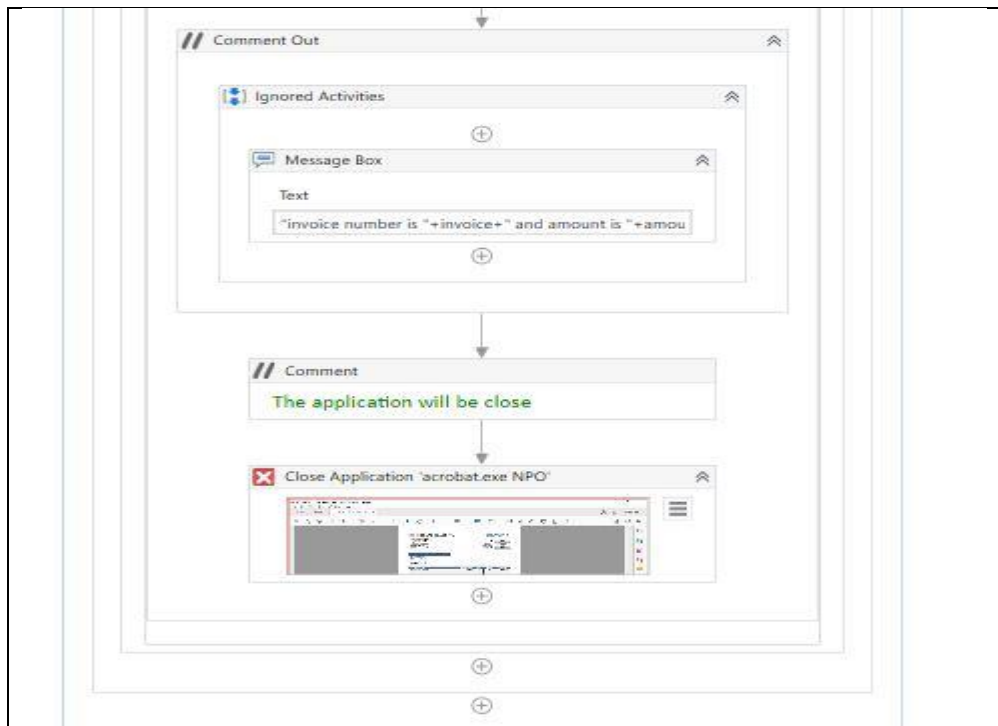 Comment Out
Ignored Activities
Message Box
Text
"invoice number is "+invoice+" and amount is "+amou
Comment
The application will be close
Close Application 'acrobat.exe NPO'